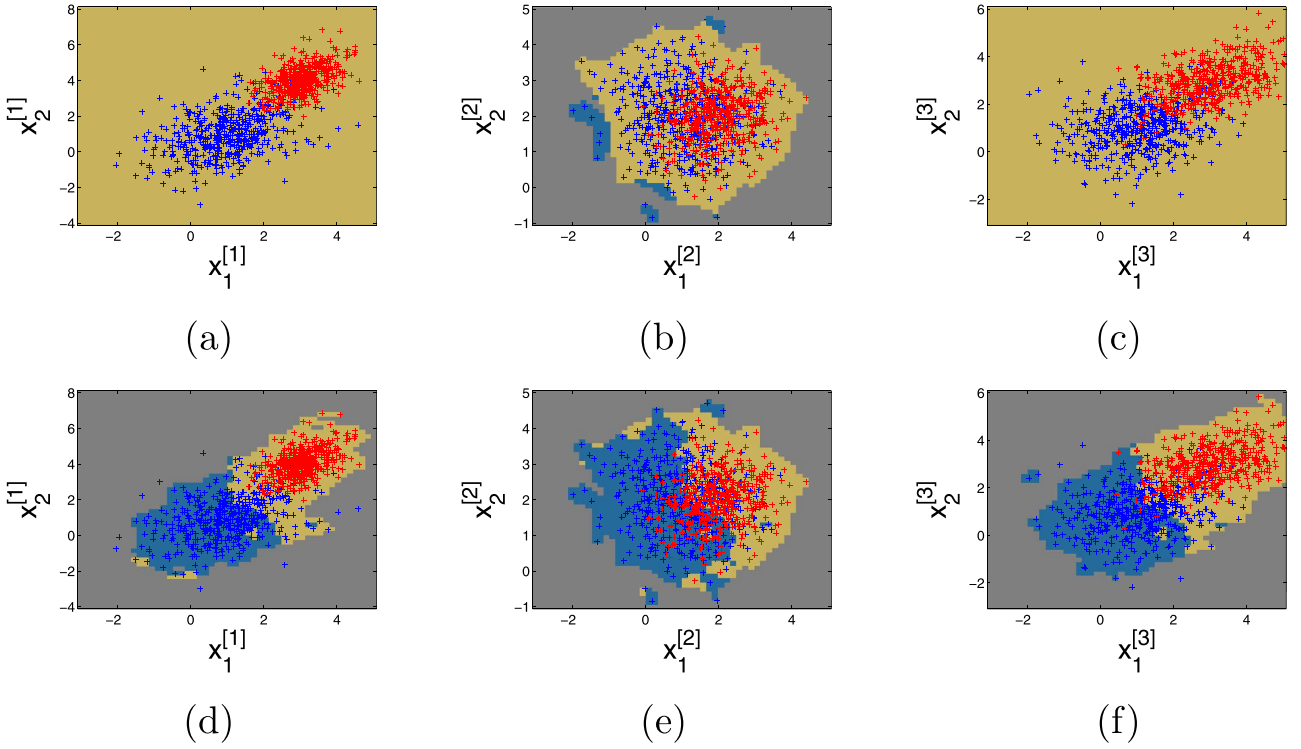 8
6
4
2
0
−2
−4
−2 0 2 4
x_1^{[1]}
x_2^{[1]}
(a)
5
4
3
2
1
0
−1
−2 0 2 4
x_1^{[2]}
x_2^{[2]}
(b)
6
4
2
0
−2
−2 0 2 4
x_1^{[3]}
x_2^{[3]}
(c)
8
6
4
2
0
−2
−4
−2 0 2 4
x_1^{[1]}
x_2^{[1]}
(d)
5
4
3
2
1
0
−1
−2 0 2 4
x_1^{[2]}
x_2^{[2]}
(e)
6
4
2
0
−2
−2 0 2 4
x_1^{[3]}
x_2^{[3]}
(f)